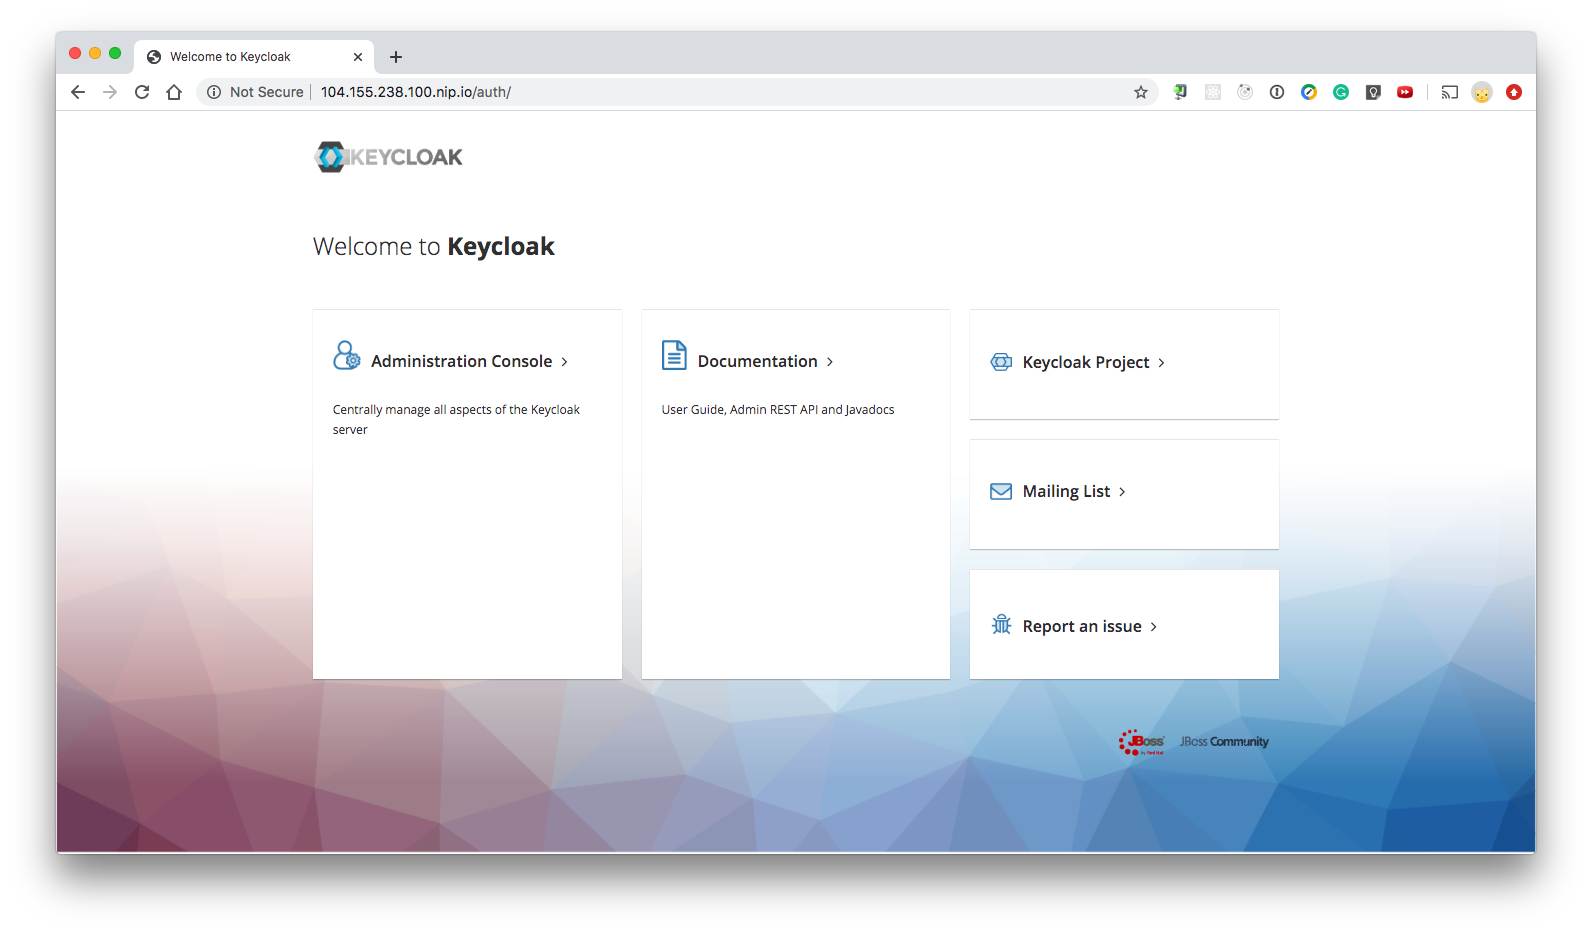 Welcome to Keycloak
Not Secure
104.155.238.100.nip.io/auth/
KEYCLOAK
Welcome to Keycloak
Administration Console
Centrally manage all aspects of the Keycloak
server
Documentation
User Guide, Admin REST API and Javadocs
Keycloak Project
Mailing List
Report an issue
JBoss
by Red Hat
JBoss Community